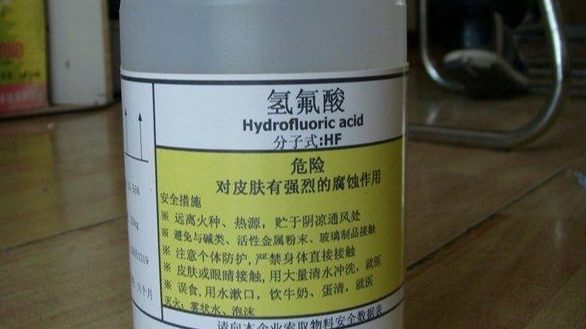 氢氟酸
Hydrofluoric acid
分子式:HF
危险
对皮肤有强烈的腐蚀作用
安全措施
※ 远离火种、热源，贮于阴凉通风处
※ 避免与碱类、活性金属粉末、玻璃制品接触
※ 注意个体防护,严禁身体直接接触
※ 皮肤或眼睛接触,用大量清水冲洗，就医
※ 误食,用水漱口，饮牛奶、蛋清，就医
灭火：雾状水、泡沫
请向本企业索取物料安全数据表